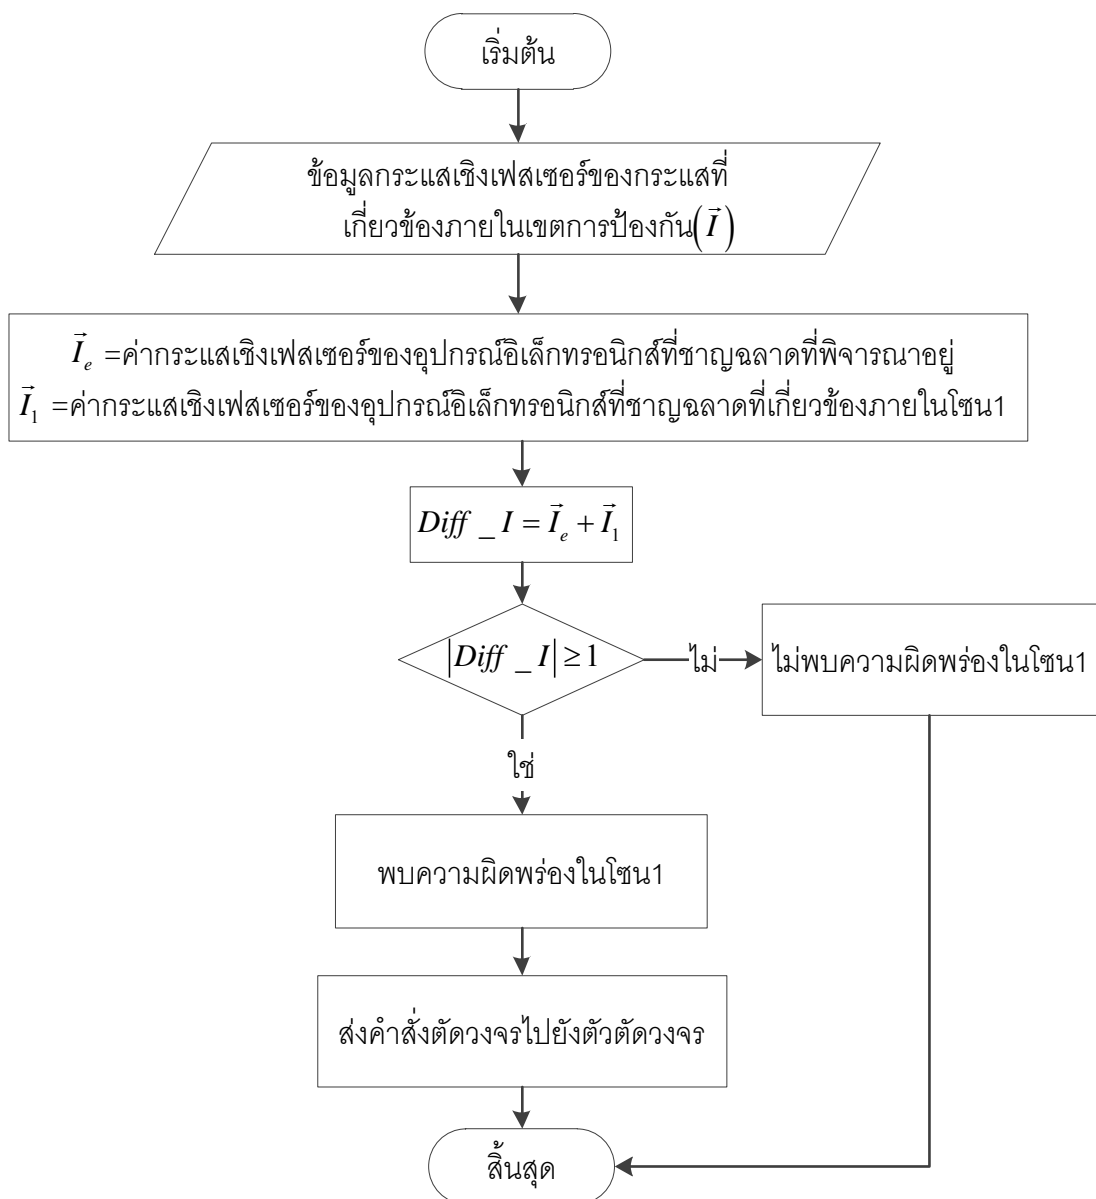 เริ่มต้น
ข้อมูลกระแสเชิงเฟสเซอร์ของกระแสที่
เกี่ยวข้องภายในเขตการป้องกัน(I⃗)
I⃗ₑ =ค่ากระแสเชิงเฟสเซอร์ของอุปกรณ์อิเล็กทรอนิกส์ที่ชาญฉลาดที่พิจารณาอยู่
I⃗₁ =ค่ากระแสเชิงเฟสเซอร์ของอุปกรณ์อิเล็กทรอนิกส์ที่ชาญฉลาดที่เกี่ยวข้องภายในโซน1
Diff _ I = I⃗ₑ + I⃗₁
|Diff _ I| ≥ 1
ไม่
ไม่พบความผิดพร่องในโซน1
ใช่
พบความผิดพร่องในโซน1
ส่งคำสั่งตัดวงจรไปยังตัวตัดวงจร
สิ้นสุด